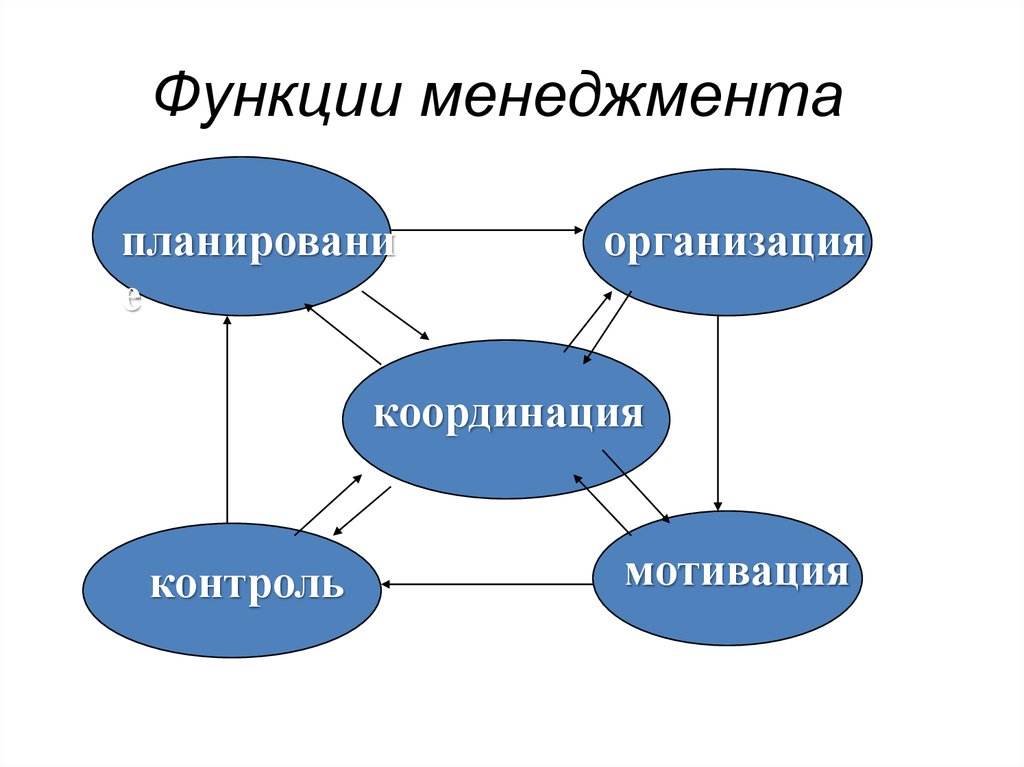 Функции менеджмента
планировани
е
организация
координация
контроль
мотивация